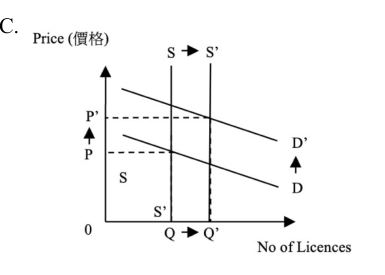 C.
Price (價格)
S → S'
P'
P
D'
D
S
S'
0
Q → Q'
No of Licences